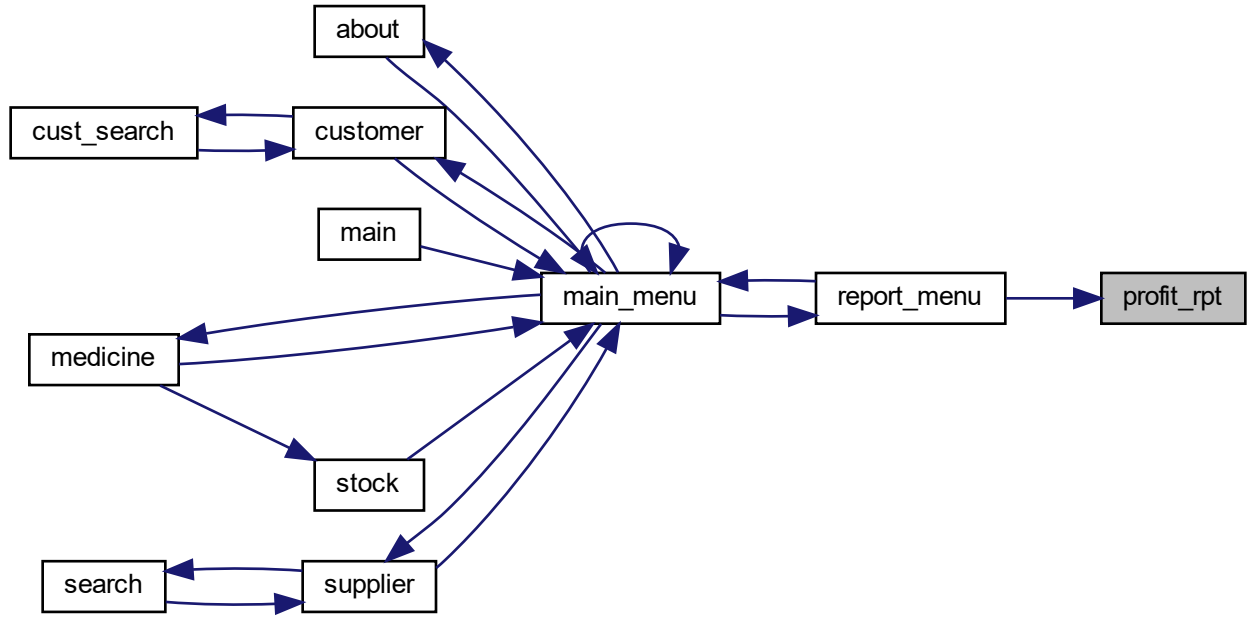 about
cust_search
customer
main
main_menu
report_menu
profit_rpt
medicine
stock
search
supplier